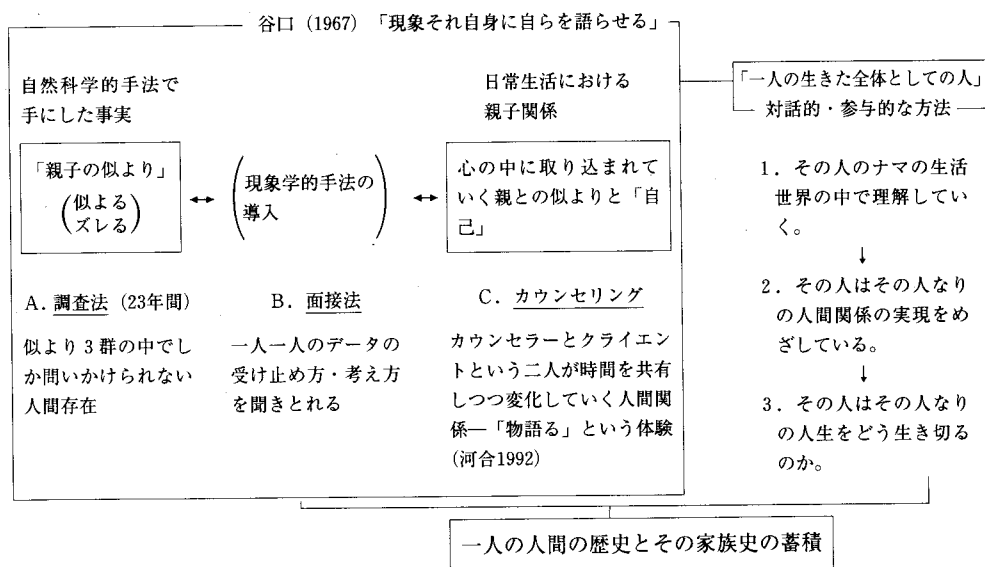 谷口 (1967) 「現象それ自身に自らを語らせる」
自然科学的手法で
手にした事実
日常生活における
親子関係
「親子の似より」
(似よる
ズレる)
↔
(現象学的手法の
導入)
↔
心の中に取り込まれて
いく親との似よりと「自
己」
A. 調査法 (23年間)
似より3群の中でし
か問いかけられない
人間存在
B. 面接法
一人一人のデータの
受け止め方・考え方
を聞きとれる
C. カウンセリング
カウンセラーとクライエン
トという二人が時間を共有
しつつ変化していく人間関
係―「物語る」という体験
(河合1992)
「一人の生きた全体としての人」
対話的・参与的な方法
1. その人のナマの生活
世界の中で理解してい
く。
↓
2. その人はその人なり
の人間関係の実現をめ
ざしている。
↓
3. その人はその人なり
の人生をどう生き切る
のか。
一人の人間の歴史とその家族史の蓄積